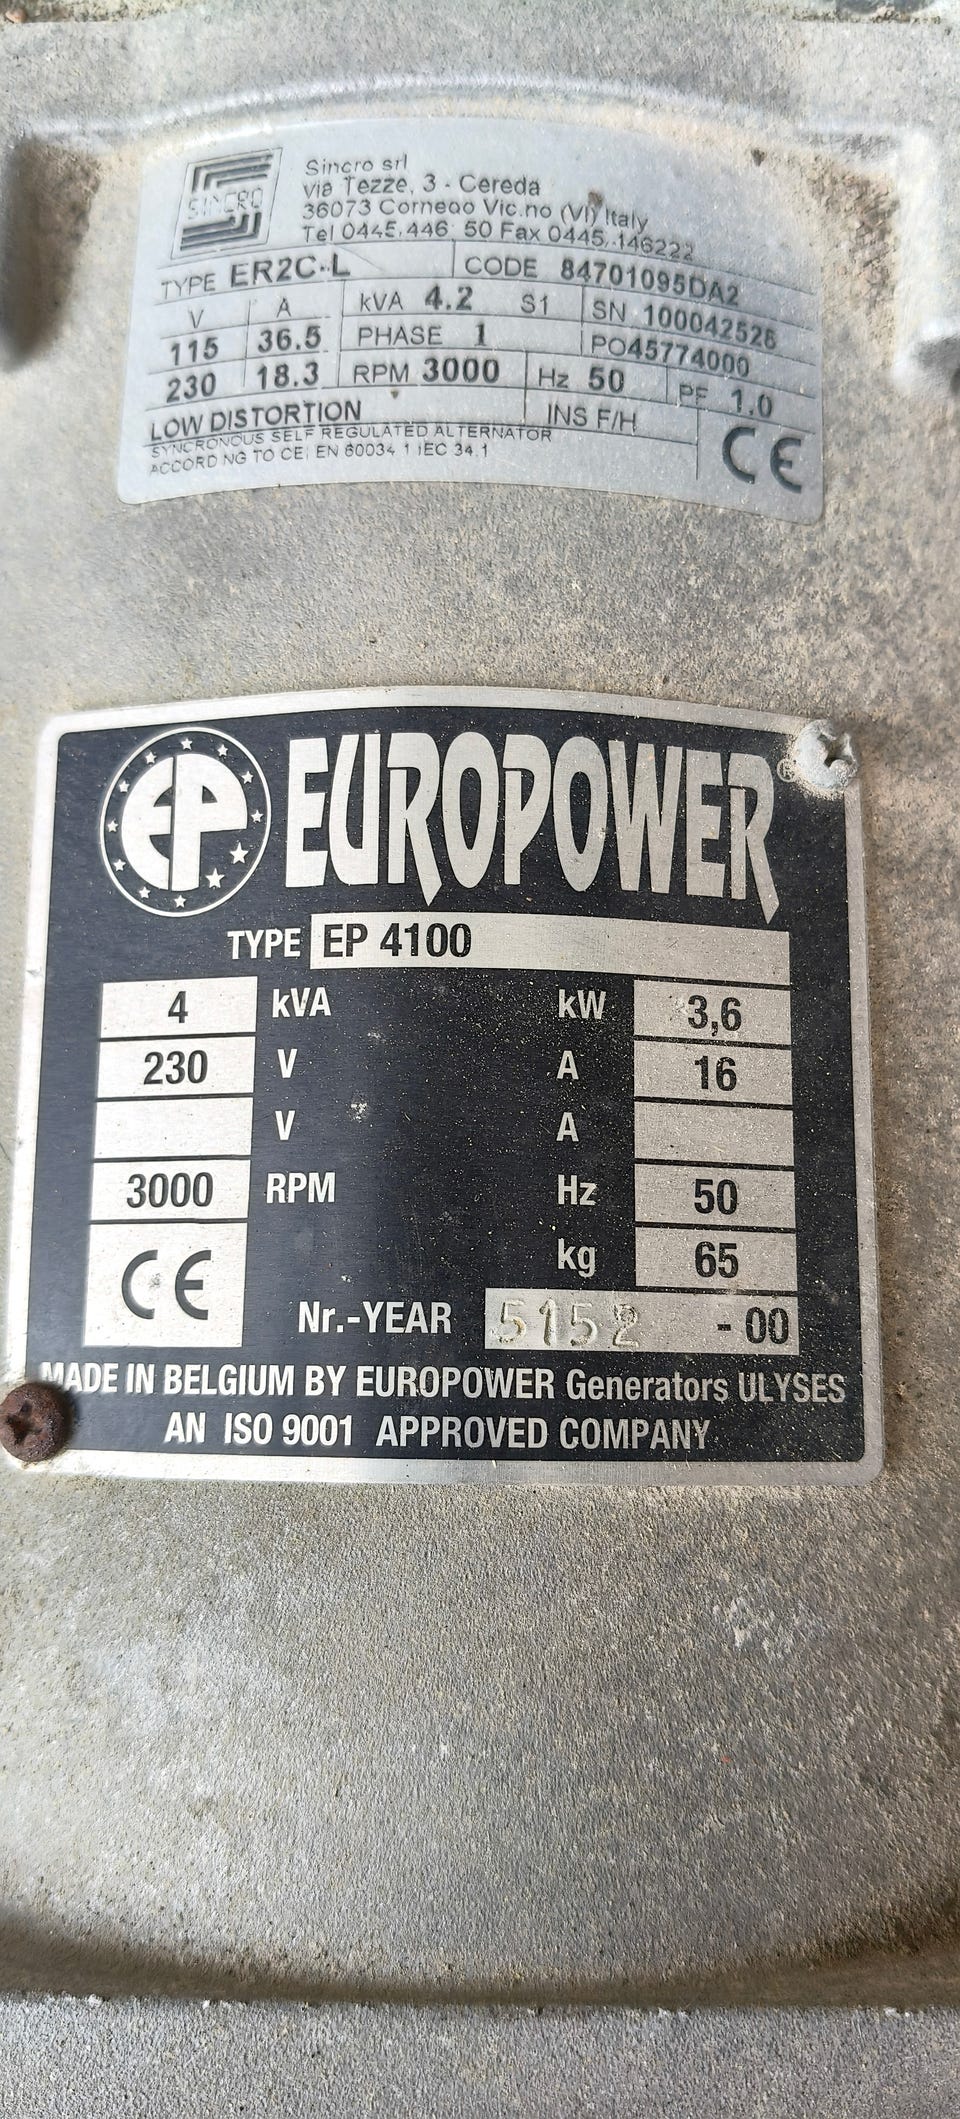 SINCRO
Sincro srl
via Tezze, 3 - Cereda
36073 Cornedo Vic.no (VI) Italy
Tel 0445.446 50 Fax 0445.446222
TYPE ER2C-L CODE 84701095DA2
V A kVA 4.2 S1 SN 100042526
115 36.5 PHASE 1 PO45774000
230 18.3 RPM 3000 Hz 50 PF 1.0
LOW DISTORTION INS F/H
SYNCRONOUS SELF REGULATED ALTERNATOR
ACCORDING TO CEI EN 60034 1 IEC 34.1
CE
EP EUROPOWER®
TYPE EP 4100
4 kVA kW 3,6
230 V A 16
V A
3000 RPM Hz 50
CE kg 65
Nr.-YEAR 5152 - 00
MADE IN BELGIUM BY EUROPOWER Generators ULYSES
AN ISO 9001 APPROVED COMPANY